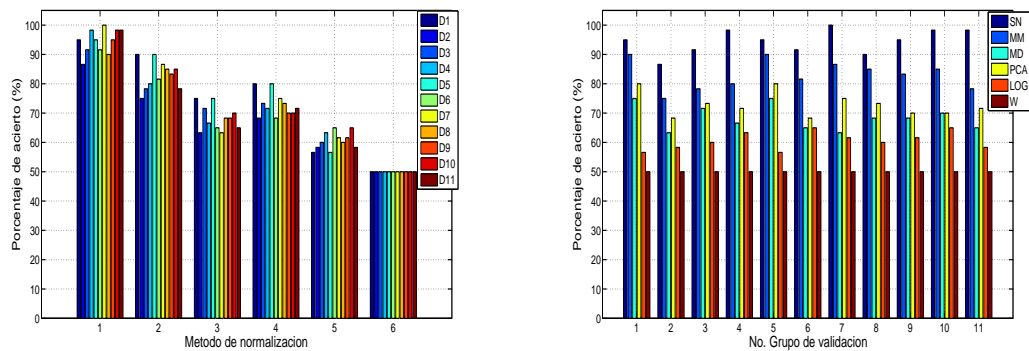 100
90
80
70
60
50
40
30
20
10
0
Porcentaje de acierto (%)
1 2 3 4 5 6
Metodo de normalizacion
D1
D2
D3
D4
D5
D6
D7
D8
D9
D10
D11
100
90
80
70
60
50
40
30
20
10
0
Porcentaje de acierto (%)
1 2 3 4 5 6 7 8 9 10 11
No. Grupo de validacion
SN
MM
MD
PCA
LOG
W